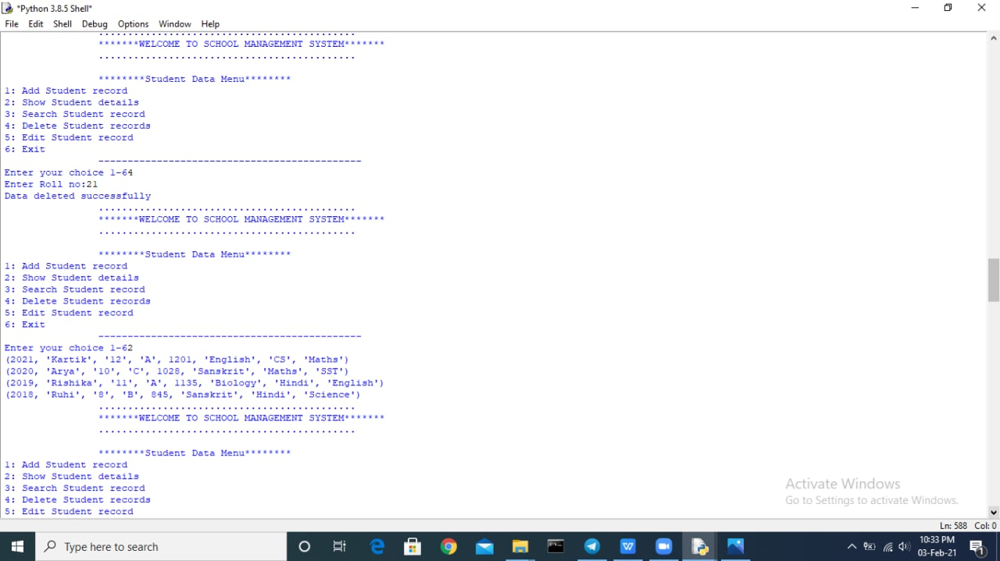 *Python 3.8.5 Shell*
File Edit Shell Debug Options Window Help
............................................
*******WELCOME TO SCHOOL MANAGEMENT SYSTEM*******
............................................
********Student Data Menu********
1: Add Student record
2: Show Student details
3: Search Student record
4: Delete Student records
5: Edit Student record
6: Exit
---------------------------------------------
Enter your choice 1-64
Enter Roll no:21
Data deleted successfully
............................................
*******WELCOME TO SCHOOL MANAGEMENT SYSTEM*******
............................................
********Student Data Menu********
1: Add Student record
2: Show Student details
3: Search Student record
4: Delete Student records
5: Edit Student record
6: Exit
---------------------------------------------
Enter your choice 1-62
(2021, 'Kartik', '12', 'A', 1201, 'English', 'CS', 'Maths')
(2020, 'Arya', '10', 'C', 1028, 'Sanskrit', 'Maths', 'SST')
(2019, 'Rishika', '11', 'A', 1135, 'Biology', 'Hindi', 'English')
(2018, 'Ruhi', '8', 'B', 845, 'Sanskrit', 'Hindi', 'Science')
............................................
*******WELCOME TO SCHOOL MANAGEMENT SYSTEM*******
............................................
********Student Data Menu********
1: Add Student record
2: Show Student details
3: Search Student record
4: Delete Student records
5: Edit Student record
Activate Windows
Go to Settings to activate Windows.
Ln: 588 Col: 0
Type here to search
10:33 PM
03-Feb-21
1